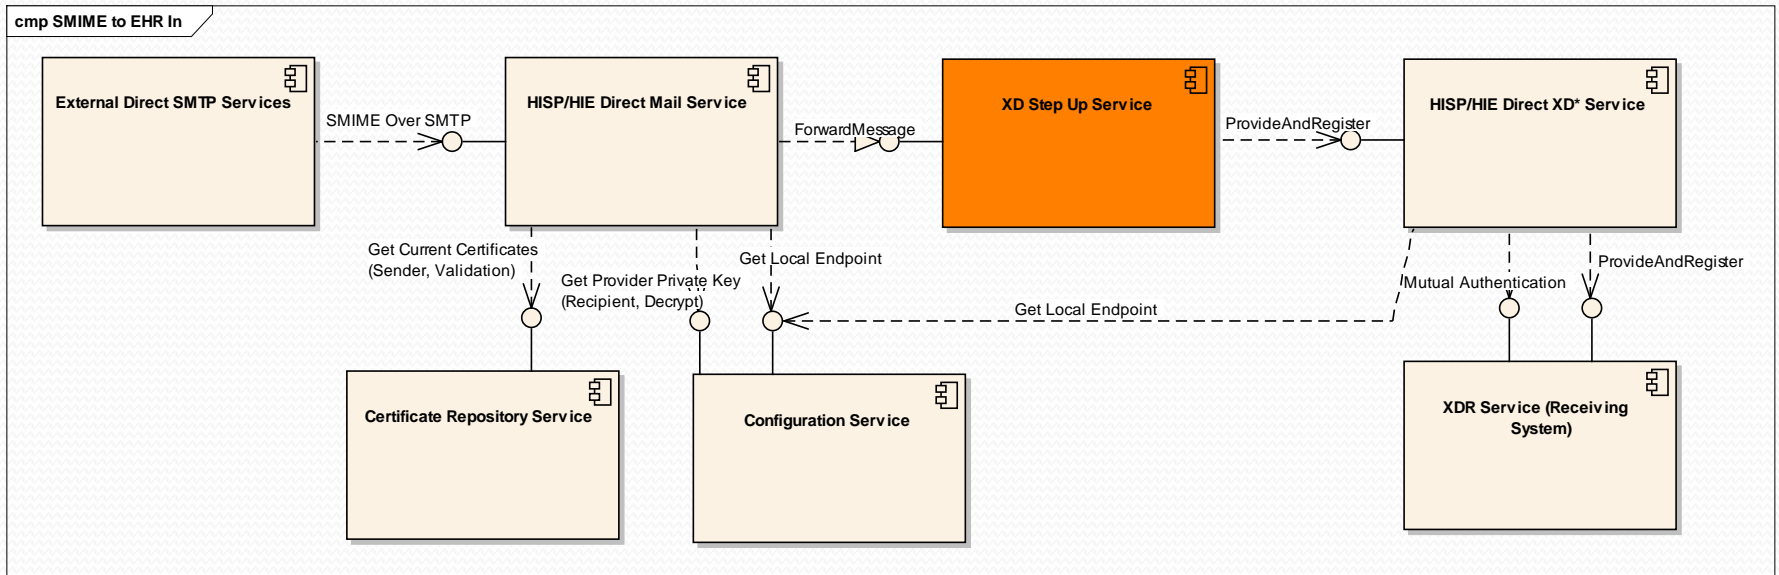 cmp SMIME to EHR In
External Direct SMTP Services
SMIME Over SMTP
HISP/HIE Direct Mail Service
ForwardMessage
XD Step Up Service
ProvideAndRegister
HISP/HIE Direct XD* Service
Get Current Certificates
(Sender, Validation)
Get Provider Private Key
(Recipient, Decrypt)
Get Local Endpoint
Get Local Endpoint
Mutual Authentication
ProvideAndRegister
Certificate Repository Service
Configuration Service
XDR Service (Receiving
System)